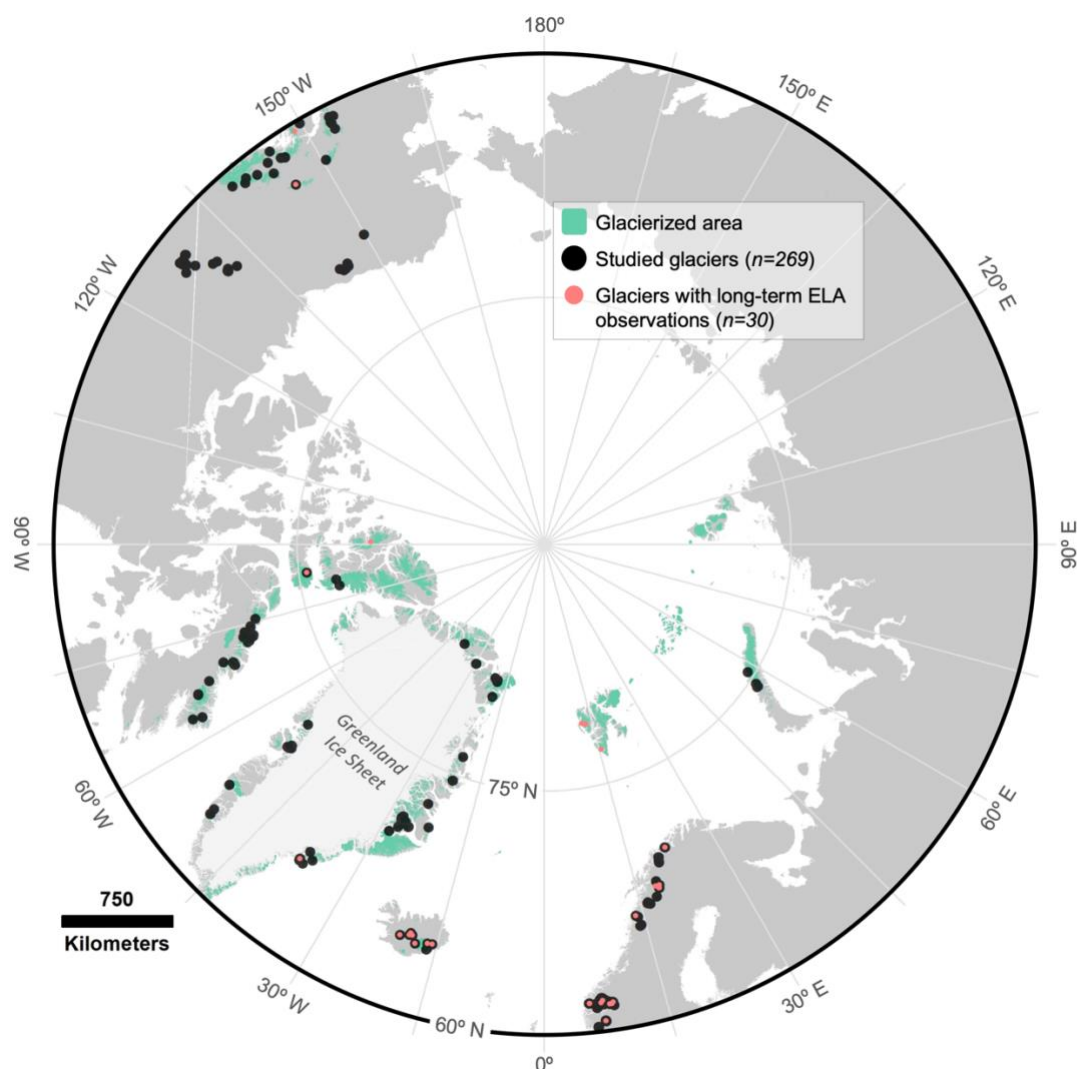 180º
150º W
150º E
Glacierized area
Studied glaciers (n=269)
Glaciers with long-term ELA
observations (n=30)
120º W
120º E
90º W
90º E
Greenland
Ice Sheet
75º N
60º W
60º E
750
Kilometers
30º W
30º E
60º N
0º